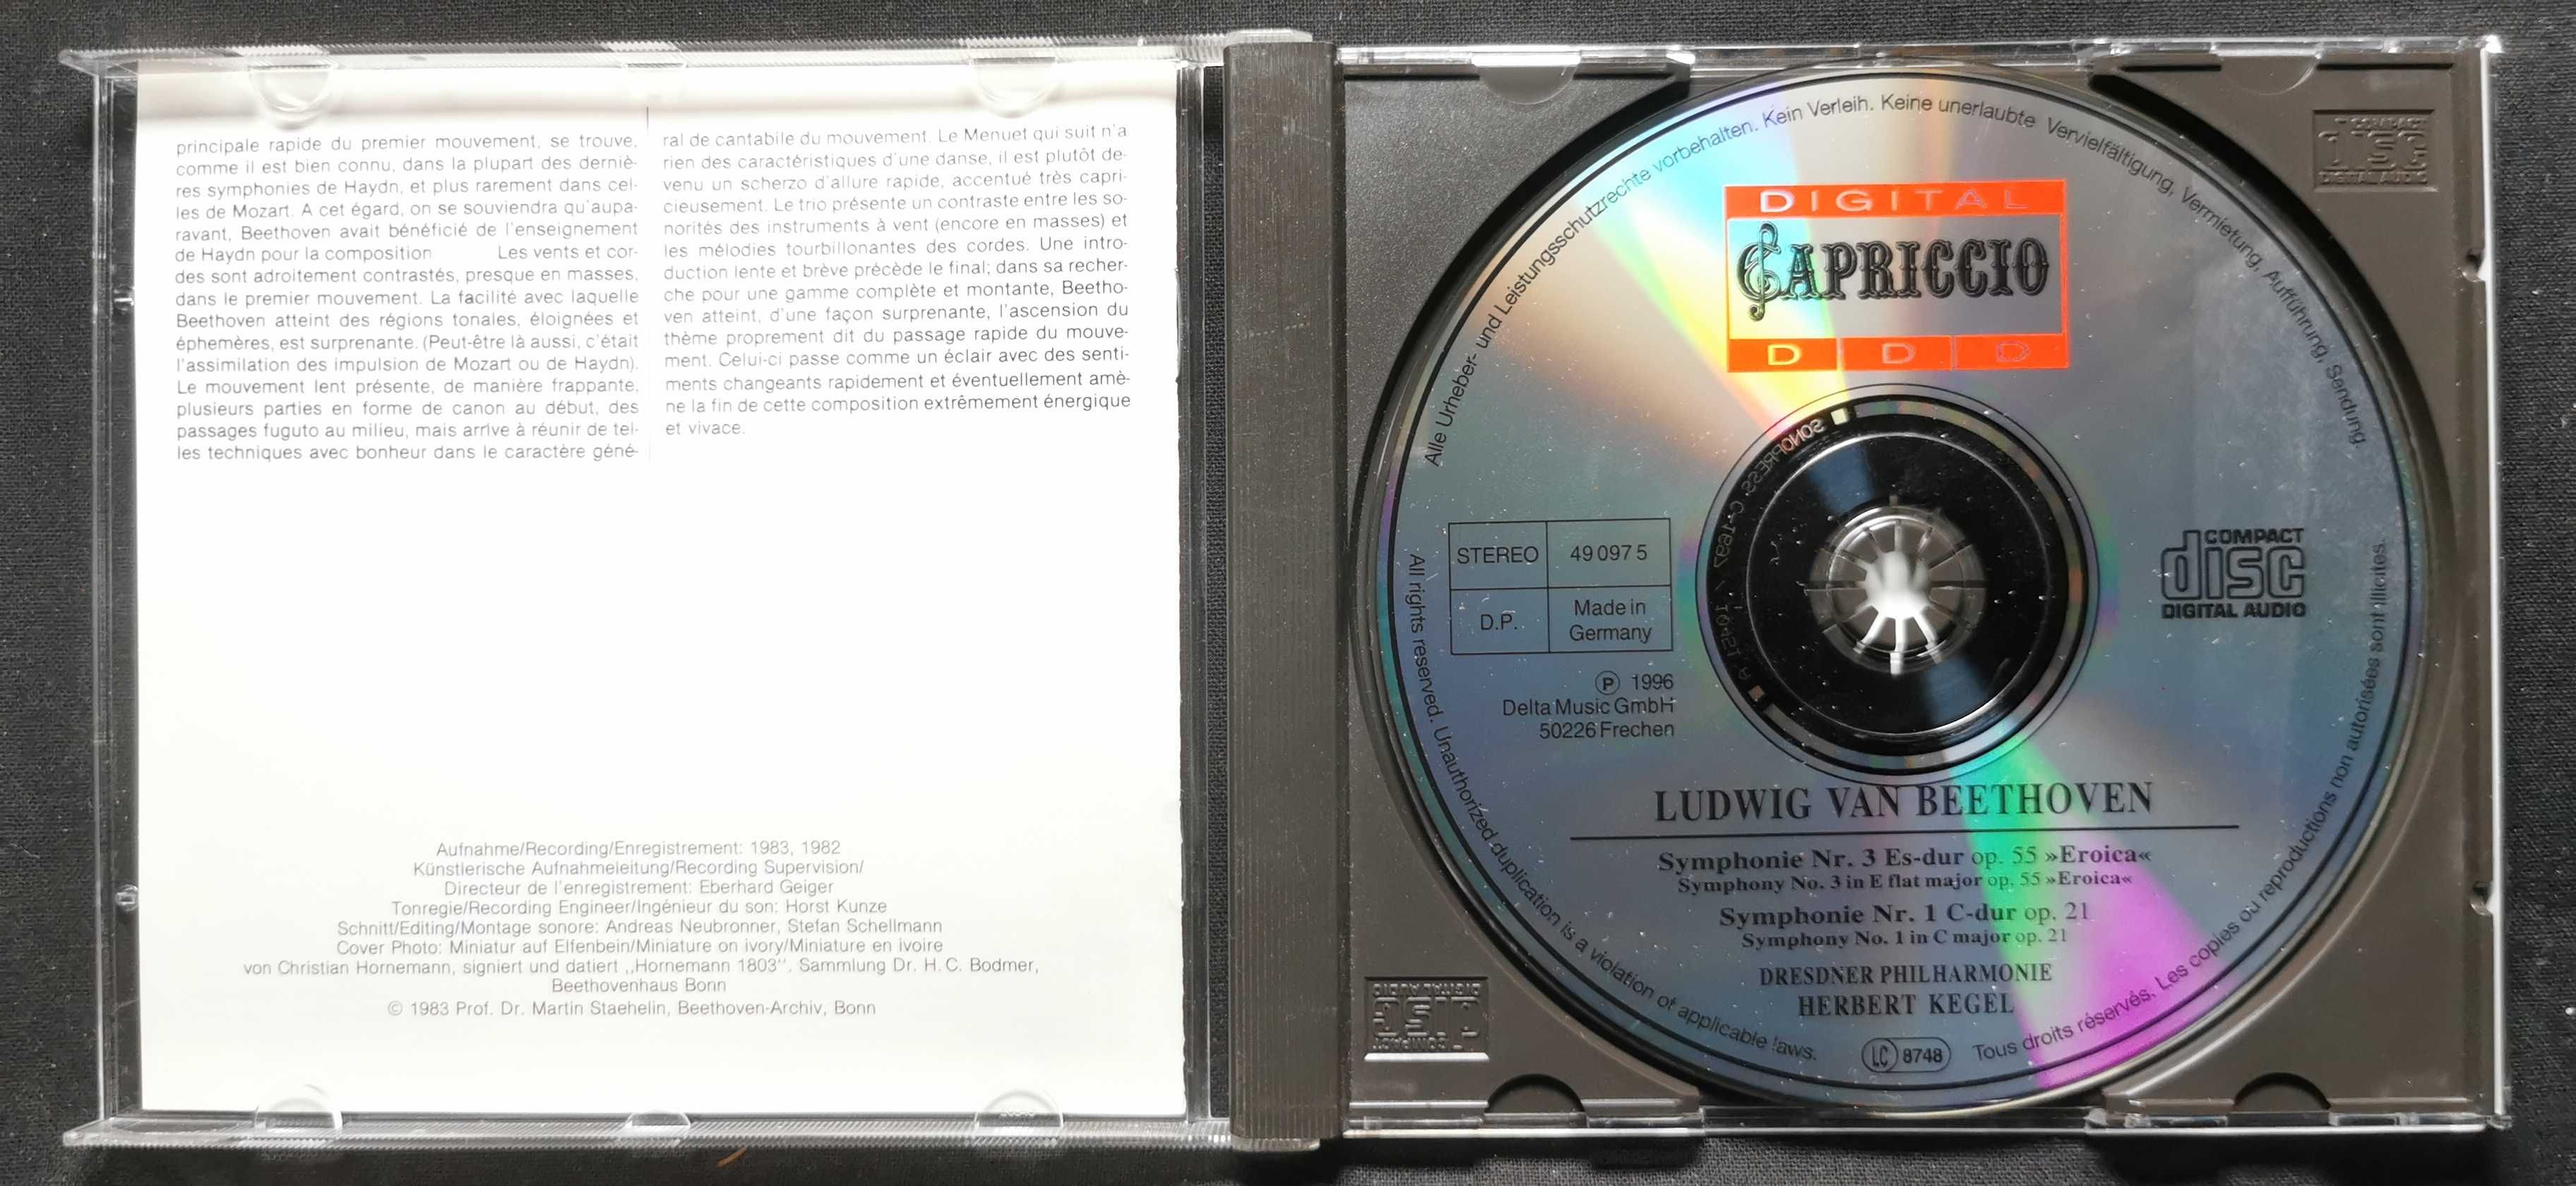 principale rapide du premier mouvement, se trouve,
comme il est bien connu, dans la plupart des derniè-
res symphonies de Haydn, et plus rarement dans cel-
les de Mozart. A cet égard, on se souviendra qu'aupa-
ravant, Beethoven avait bénéficié de l'enseignement
de Haydn pour la composition Les vents et cor-
des sont adroitement contrastés, presque en masses,
dans le premier mouvement. La facilité avec laquelle
Beethoven atteint des régions tonales, éloignées et
éphemères, est surprenante. (Peut-être là aussi, c'était
l'assimilation des impulsion de Mozart ou de Haydn).
Le mouvement lent présente, de manière frappante,
plusieurs parties en forme de canon au début, des
passages fuguto au milieu, mais arrive à réunir de tel-
les techniques avec bonheur dans le caractère géné-
ral de cantabile du mouvement. Le Menuet qui suit n'a
rien des caractéristiques d'une danse, il est plutôt de-
venu un scherzo d'allure rapide, accentué très capri-
cieusement. Le trio présente un contraste entre les so-
norités des instruments à vent (encore en masses) et
les mélodies tourbillonantes des cordes. Une intro-
duction lente et brève précède le final; dans sa recher-
che pour une gamme complète et montante, Beetho-
ven atteint, d'une façon surprenante, l'ascension du
thème proprement dit du passage rapide du mouve-
ment. Celui-ci passe comme un éclair avec des senti-
ments changeants rapidement et éventuellement amè-
ne la fin de cette composition extrêmement énergique
et vivace.
Aufnahme/Recording/Enregistrement: 1983, 1982
Künstlerische Aufnahmeleitung/Recording Supervision/
Directeur de l'enregistrement: Eberhard Geiger
Tonregie/Recording Engineer/Ingénieur du son: Horst Kunze
Schnitt/Editing/Montage sonore: Andreas Neubronner, Stefan Schellmann
Cover Photo: Miniatur auf Elfenbein/Miniature on ivory/Miniature en ivoire
von Christian Hornemann, signiert und datiert „Hornemann 1803". Sammlung Dr. H. C. Bodmer,
Beethovenhaus Bonn
© 1983 Prof. Dr. Martin Staehelin, Beethoven-Archiv, Bonn
Alle Urheber- und Leistungsschutzrechte vorbehalten. Kein Verleih. Keine unerlaubte Vervielfältigung, Vermietung, Aufführung, Sendung.
DIGITAL
CAPRICCIO
D D D
SONOPRESS
STEREO
49 097 5
D.P.
Made in
Germany
COMPACT
disc
DIGITAL AUDIO
℗ 1996
Delta Music GmbH
50226 Frechen
LUDWIG VAN BEETHOVEN
Symphonie Nr. 3 Es-dur op. 55 »Eroica«
Symphony No. 3 in E flat major op. 55 »Eroica«
Symphonie Nr. 1 C-dur op. 21
Symphony No. 1 in C major op. 21
DRESDNER PHILHARMONIE
HERBERT KEGEL
LC 8748
All rights reserved. Unauthorized duplication is a violation of applicable laws.
Tous droits réservés. Les copies ou reproductions non autorisées sont illicites.
COMPACT
disc
DIGITAL AUDIO
COMPACT
disc
DIGITAL AUDIO